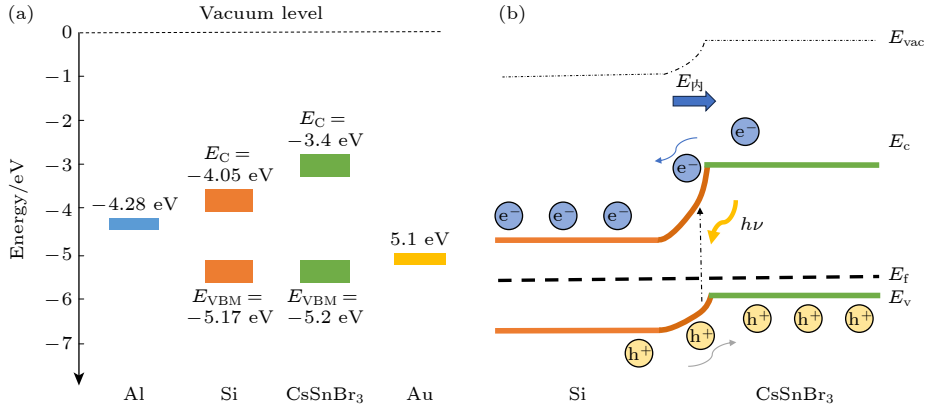 (a)
Vacuum level
0
−1
−2
−3
−4
−5
−6
−7
Energy/eV
−4.28 eV
E_C =
−4.05 eV
E_VBM =
−5.17 eV
E_C =
−3.4 eV
E_VBM =
−5.2 eV
5.1 eV
Al
Si
CsSnBr₃
Au
(b)
E_vac
E_内
e⁻
E_c
e⁻
e⁻
e⁻
e⁻
hν
E_f
E_v
h⁺
h⁺
h⁺
h⁺
h⁺
Si
CsSnBr₃